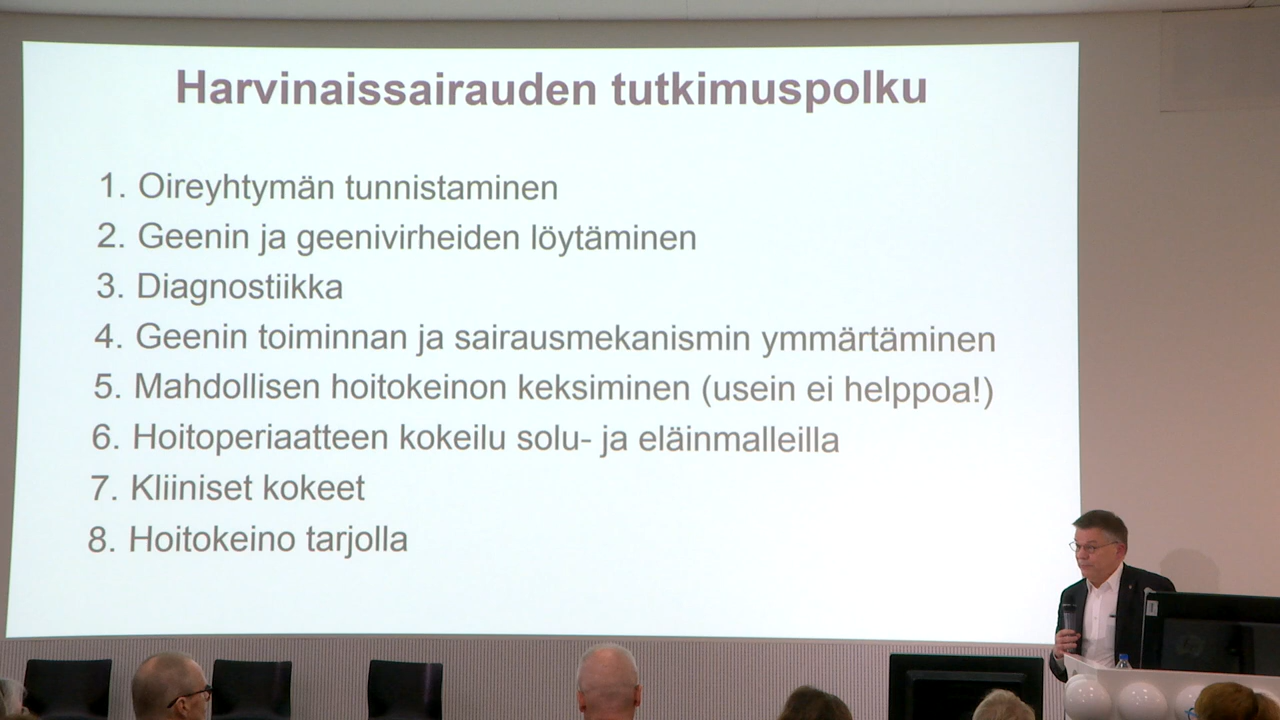 Harvinaissairauden tutkimuspolku
1. Oireyhtymän tunnistaminen
2. Geenin ja geenivirheiden löytäminen
3. Diagnostiikka
4. Geenin toiminnan ja sairausmekanismin ymmärtäminen
5. Mahdollisen hoitokeinon keksiminen (usein ei helppoa!)
6. Hoitoperiaatteen kokeilu solu- ja eläinmalleilla
7. Kliiniset kokeet
8. Hoitokeino tarjolla